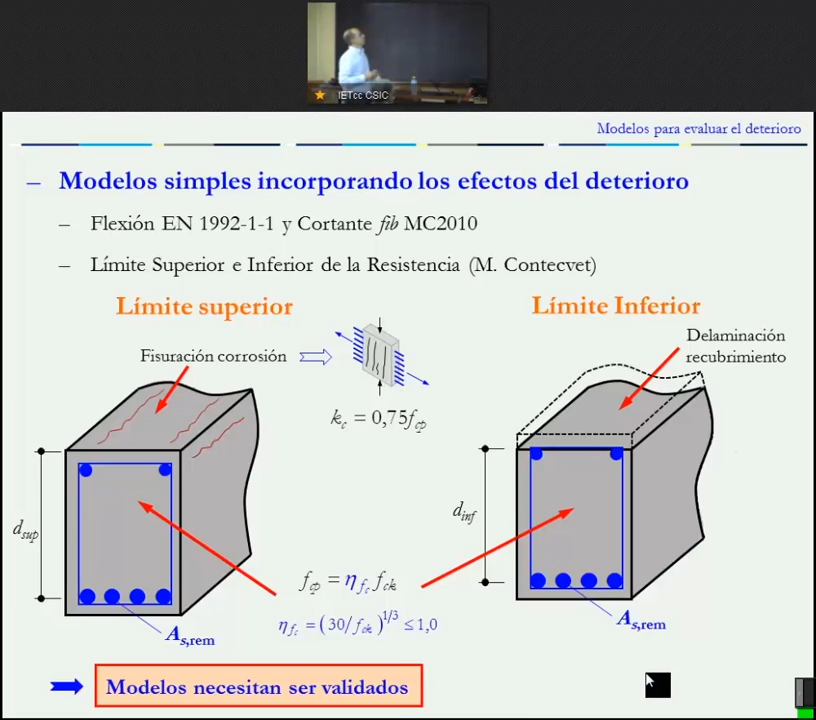 IETcc CSIC
Modelos para evaluar el deterioro
– Modelos simples incorporando los efectos del deterioro
– Flexión EN 1992-1-1 y Cortante fib MC2010
– Límite Superior e Inferior de la Resistencia (M. Contecvet)
Límite superior
Límite Inferior
Delaminación
recubrimiento
Fisuración corrosión
k_c = 0,75f_cp
d_sup
d_inf
f_cp = η_fc f_ck
η_fc = (30/f_ck)^1/3 ≤ 1,0
A_s,rem
A_s,rem
Modelos necesitan ser validados